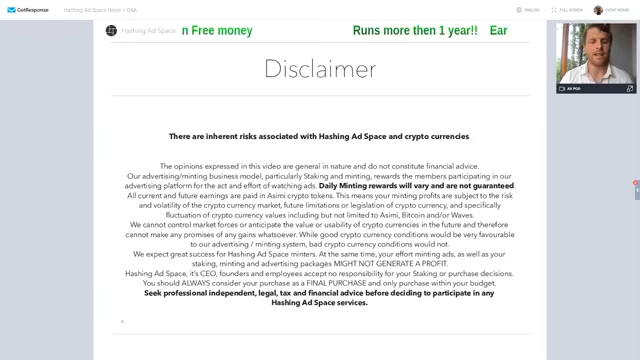 GetResponse
Hashing Ad Space News + Q&A
ENGLISH
FULL SCREEN
EVENT BOARD
Hashing Ad Space
n Free money
Runs more then 1 year!! Ear
Disclaimer
AV PGD
There are inherent risks associated with Hashing Ad Space and crypto currencies
The opinions expressed in this video are general in nature and do not constitute financial advice.
Our advertising/minting business model, particularly Staking and minting, rewards the members participating in our
advertising platform for the act and effort of watching ads. Daily Minting rewards will vary and are not guaranteed.
All current and future earnings are paid in Asimi crypto tokens. This means your minting profits are subject to the risk
and volatility of the crypto currency market, future limitations or legislation of crypto currency, and specifically
fluctuation of crypto currency values including but not limited to Asimi, Bitcoin and/or Waves.
We cannot control market forces or anticipate the value or usability of crypto currencies in the future and therefore
cannot make any promises of any gains whatsoever. While good crypto currency conditions would be very favourable
to our advertising / minting system, bad crypto currency conditions would not.
We expect great success for Hashing Ad Space minters. At the same time, your effort minting ads, as well as your
staking, minting and advertising packages MIGHT NOT GENERATE A PROFIT.
Hashing Ad Space, it's CEO, founders and employees accept no responsibility for your Staking or purchase decisions.
You should ALWAYS consider your purchase as a FINAL PURCHASE and only purchase within your budget.
Seek professional independent, legal, tax and financial advice before deciding to participate in any
Hashing Ad Space services.